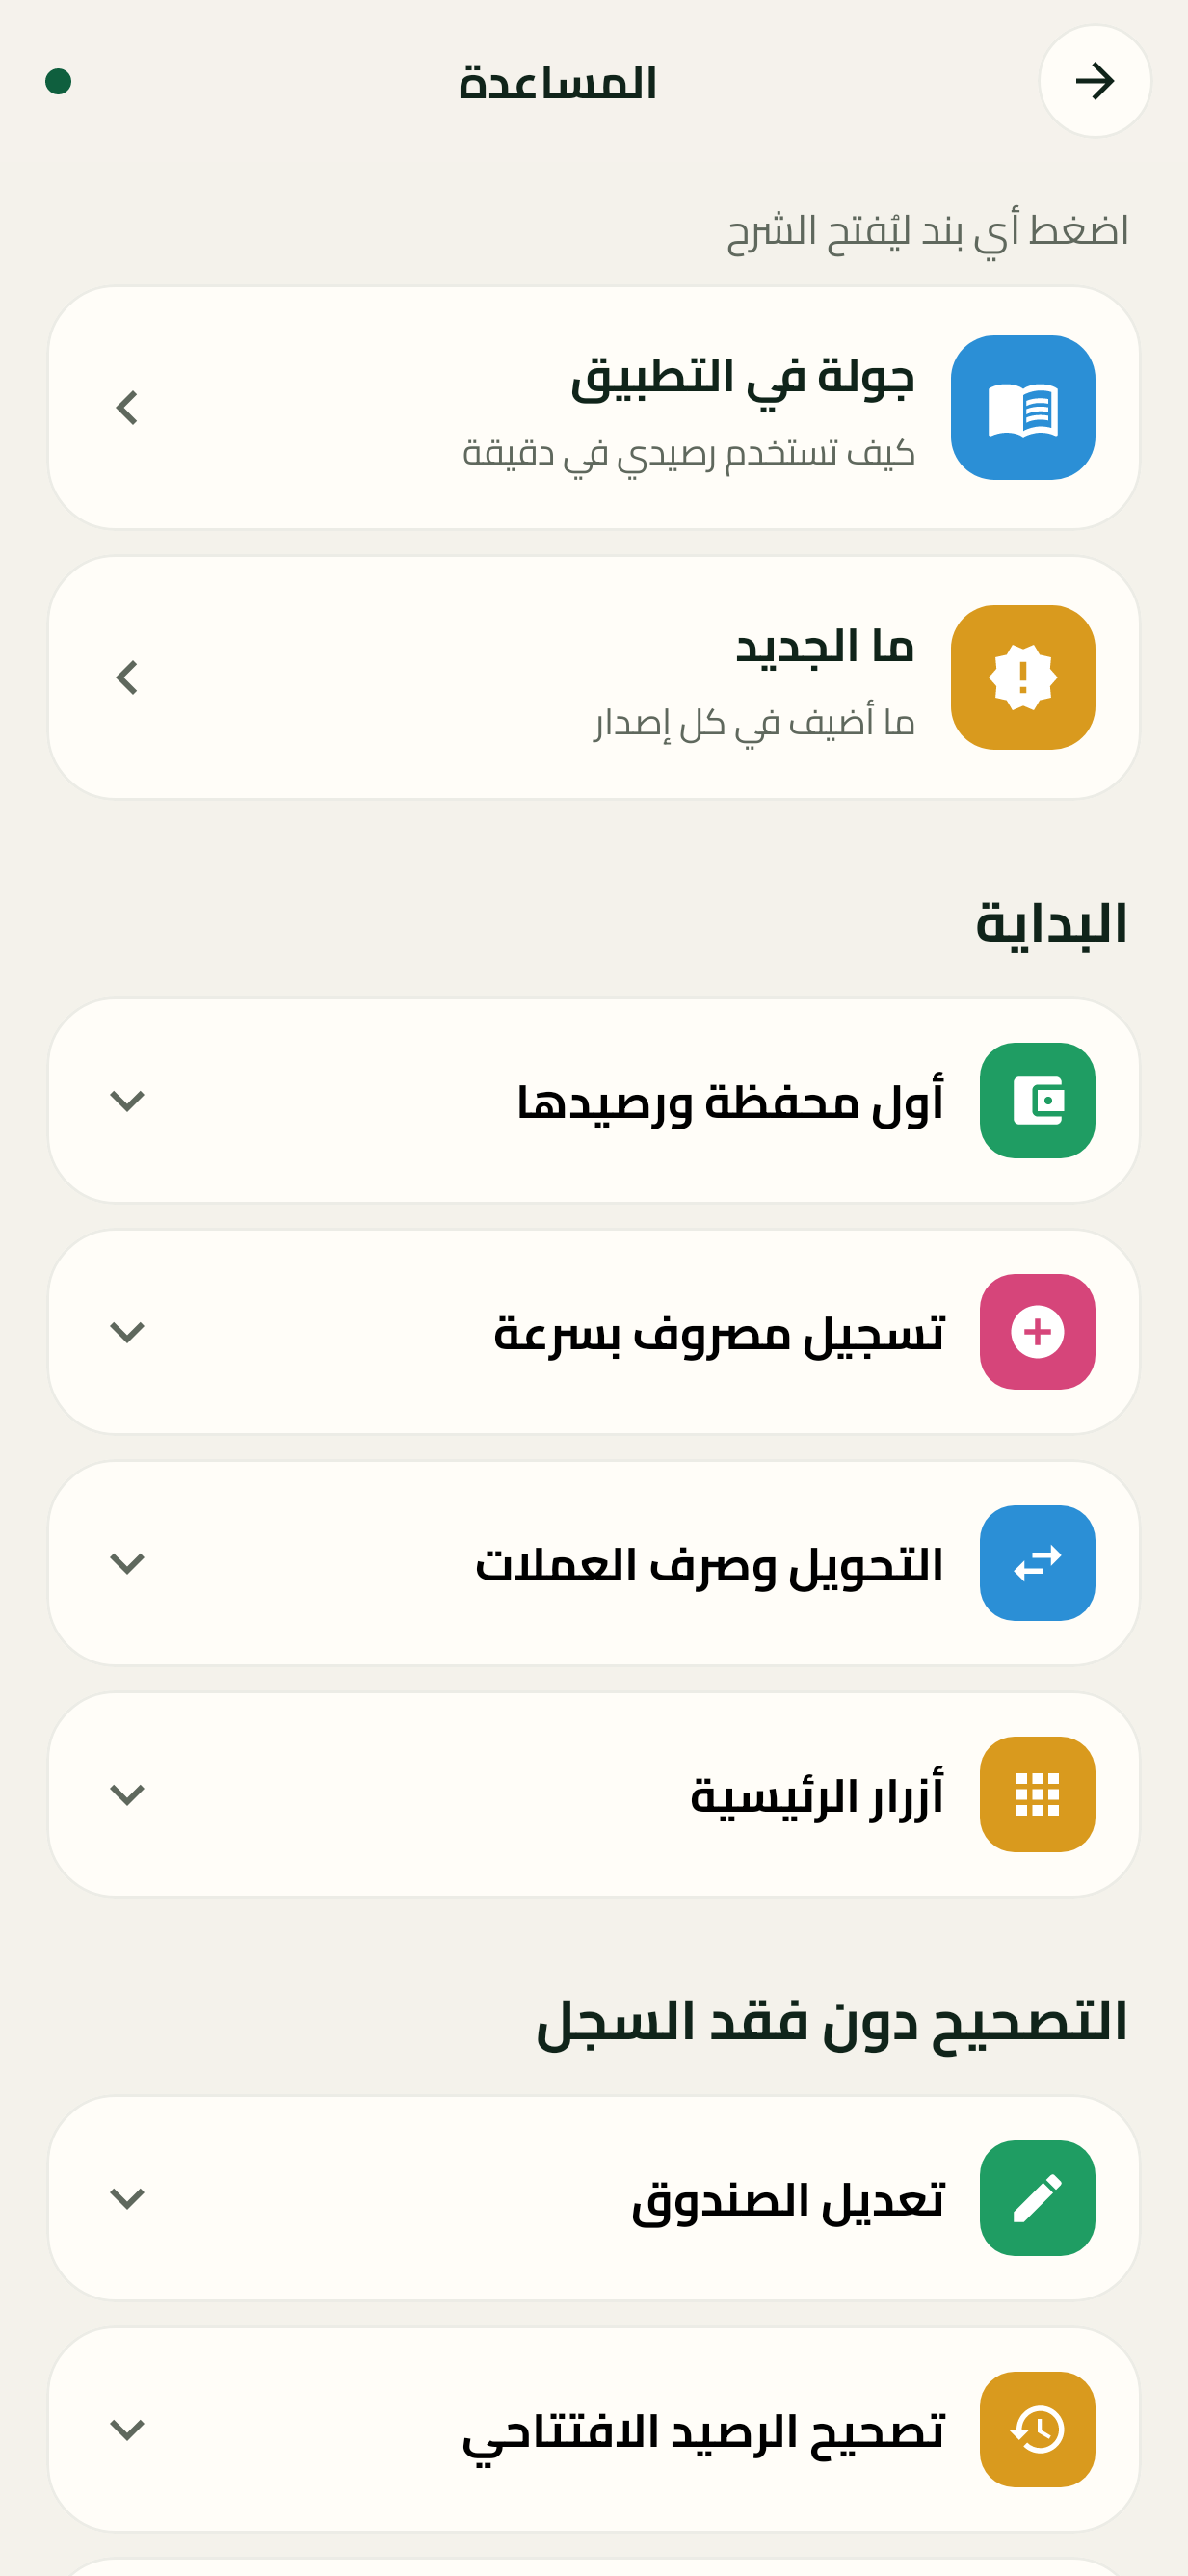 المساعدة
اضغط أي بند ليُفتح الشرح
جولة في التطبيق
كيف تستخدم رصيدي في دقيقة
ما الجديد
ما أضيف في كل إصدار
البداية
أول محفظة ورصيدها
تسجيل مصروف بسرعة
التحويل وصرف العملات
أزرار الرئيسية
التصحيح دون فقد السجل
تعديل الصندوق
تصحيح الرصيد الافتتاحي